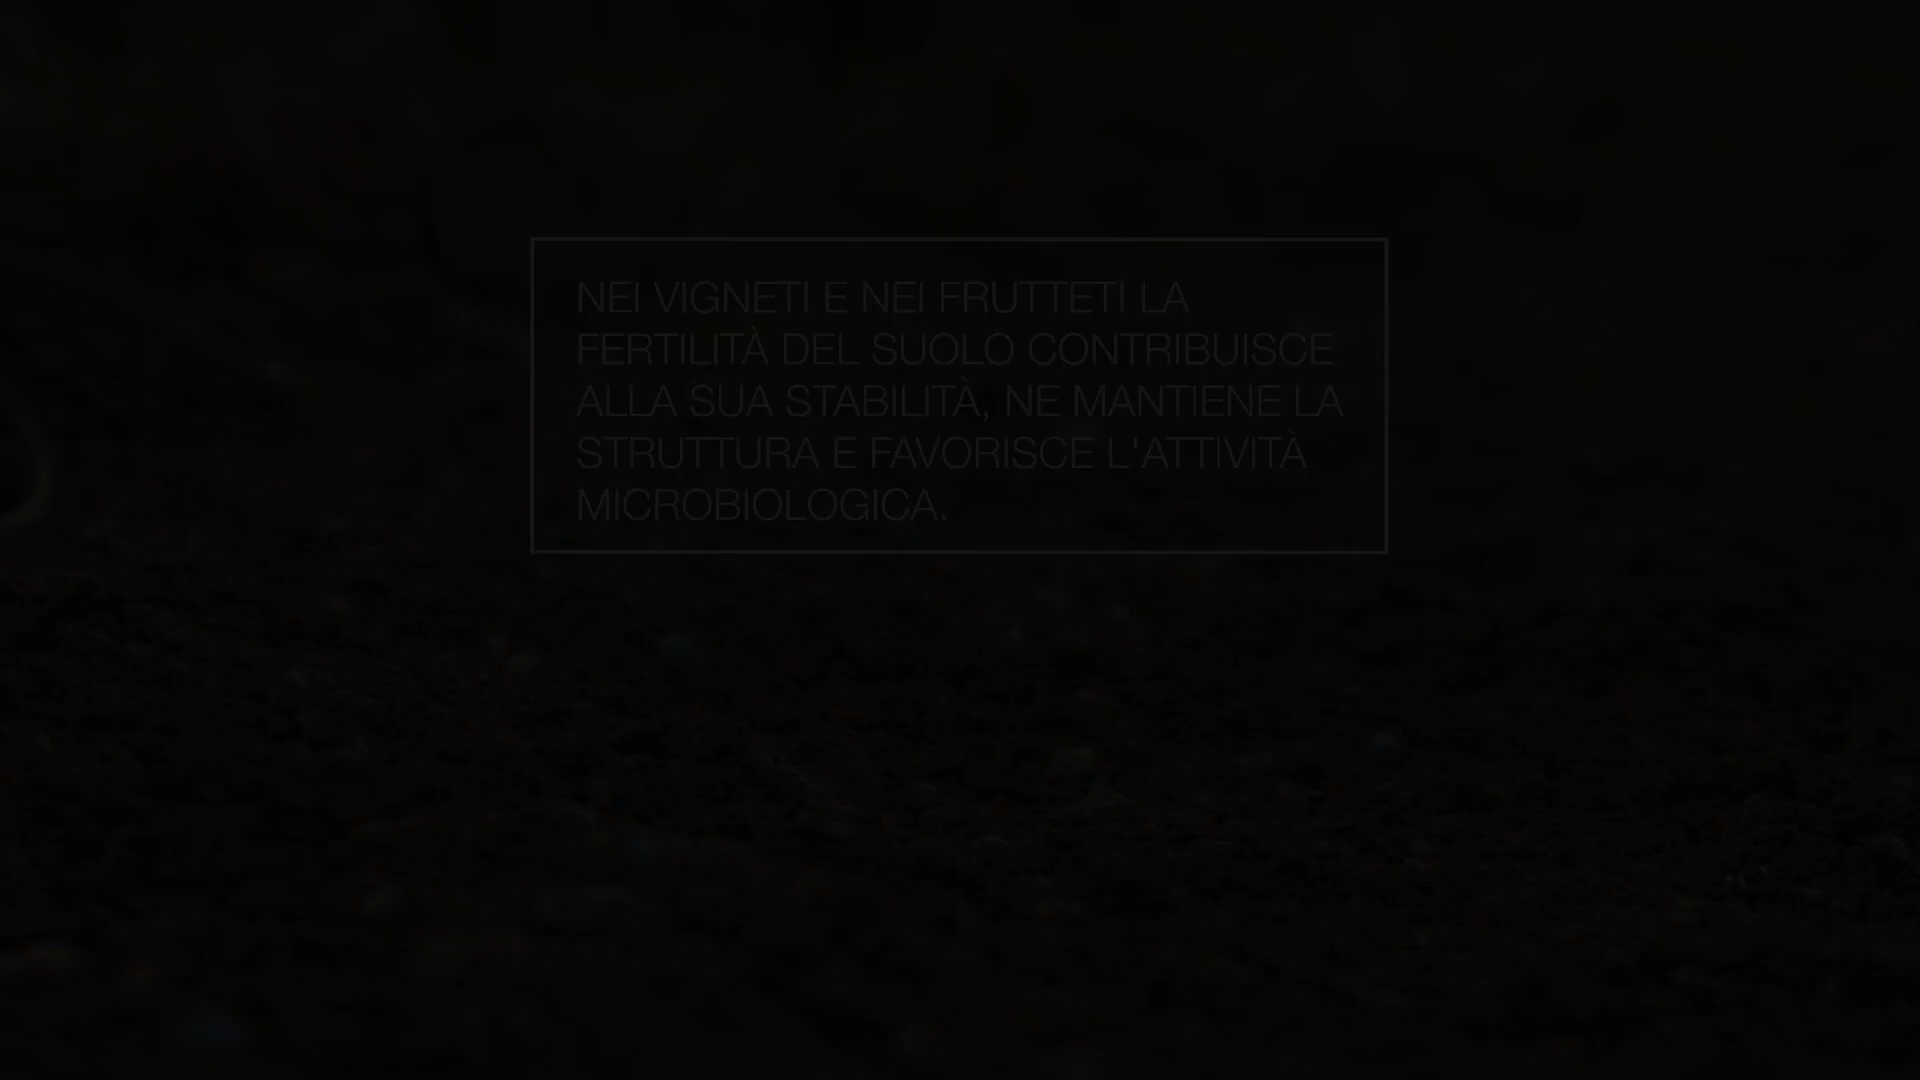 NEI VIGNETI E NEI FRUTTETI LA
FERTILITÀ DEL SUOLO CONTRIBUISCE
ALLA SUA STABILITÀ, NE MANTIENE LA
STRUTTURA E FAVORISCE L'ATTIVITÀ
MICROBIOLOGICA.